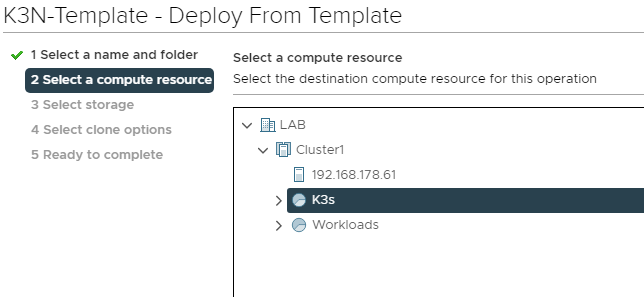 K3N-Template - Deploy From Template
1 Select a name and folder
2 Select a compute resource
3 Select storage
4 Select clone options
5 Ready to complete
Select a compute resource
Select the destination compute resource for this operation
LAB
Cluster1
192.168.178.61
K3s
Workloads